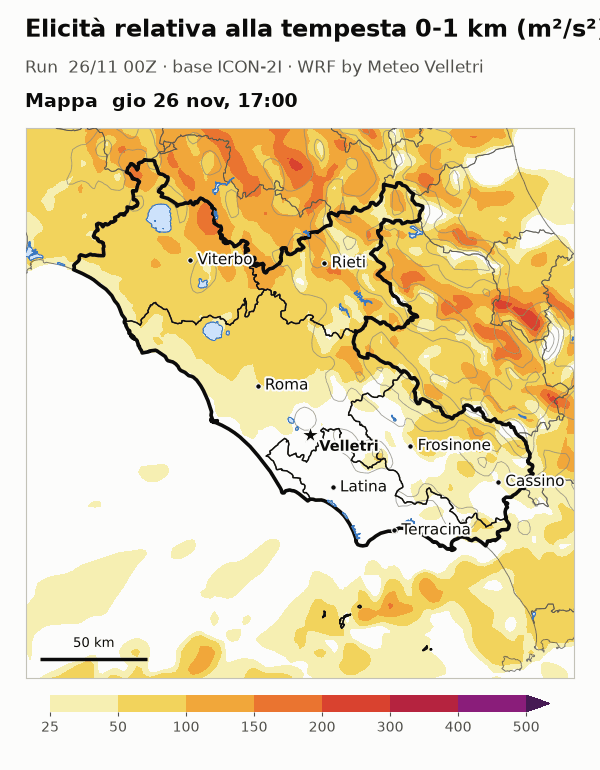 Elicità relativa alla tempesta 0-1 km (m²/s²)
Run  26/11 00Z · base ICON-2I · WRF by Meteo Velletri
Mappa  gio 26 nov, 17:00
Viterbo
Rieti
Roma
Velletri
Frosinone
Latina
Cassino
Terracina
50 km
25 50 100 150 200 300 400 500